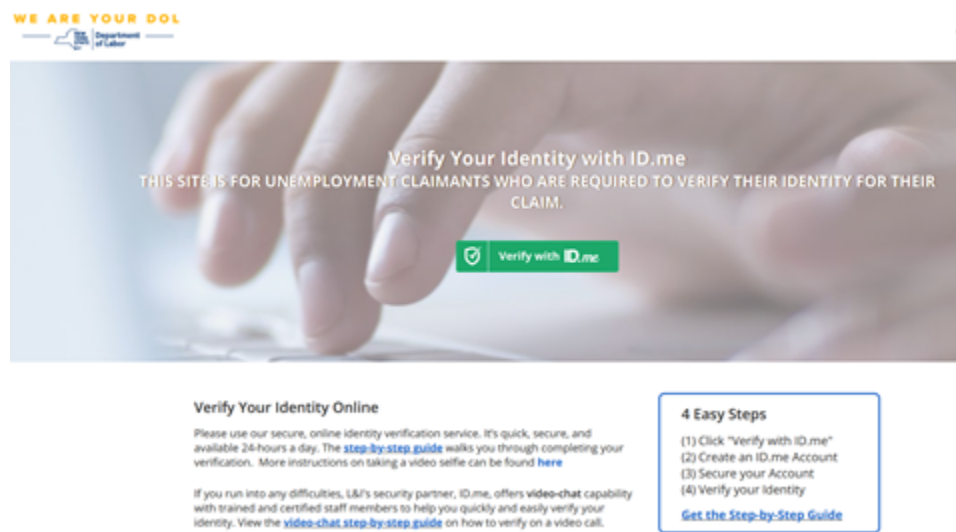 WE ARE YOUR DOL
NEW YORK STATE
Department
of Labor
Verify Your Identity with ID.me
THIS SITE IS FOR UNEMPLOYMENT CLAIMANTS WHO ARE REQUIRED TO VERIFY THEIR IDENTITY FOR THEIR
CLAIM.
Verify with ID.me
Verify Your Identity Online
Please use our secure, online identity verification service. It's quick, secure, and
available 24-hours a day. The step-by-step guide walks you through completing your
verification. More instructions on taking a video selfie can be found here
If you run into any difficulties, L&I's security partner, ID.me, offers video-chat capability
with trained and certified staff members to help you quickly and easily verify your
identity. View the video-chat step-by-step guide on how to verify on a video call.
4 Easy Steps
(1) Click "Verify with ID.me"
(2) Create an ID.me Account
(3) Secure your Account
(4) Verify your Identity
Get the Step-by-Step Guide